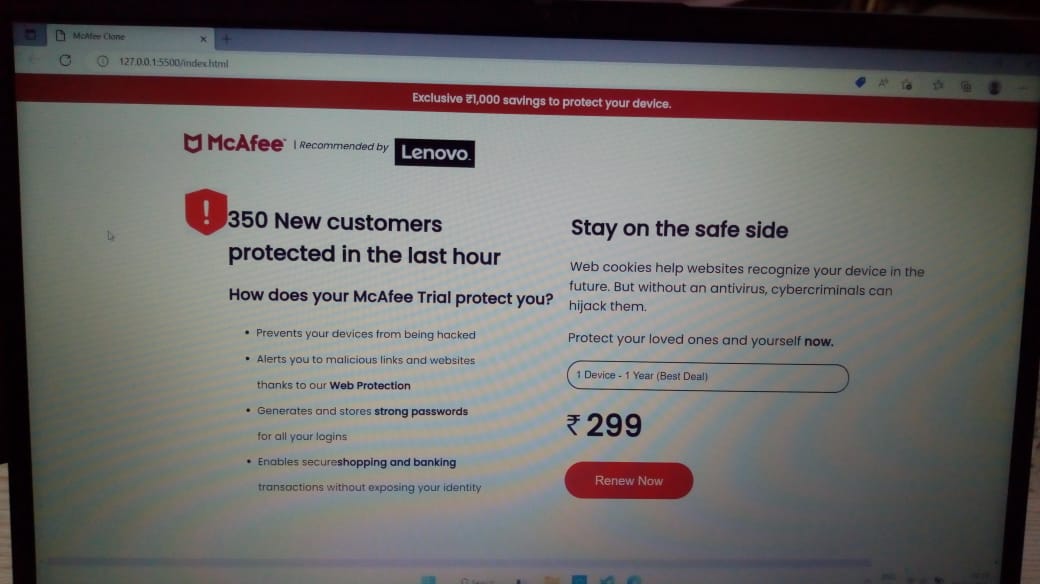 McAfee Clone
127.0.0.1:5500/index.html
Exclusive ₹1,000 savings to protect your device.
McAfee™ | Recommended by Lenovo.
350 New customers
protected in the last hour
How does your McAfee Trial protect you?
• Prevents your devices from being hacked
• Alerts you to malicious links and websites
thanks to our Web Protection
• Generates and stores strong passwords
for all your logins
• Enables secureshopping and banking
transactions without exposing your identity
Stay on the safe side
Web cookies help websites recognize your device in the
future. But without an antivirus, cybercriminals can
hijack them.
Protect your loved ones and yourself now.
1 Device - 1 Year (Best Deal)
₹ 299
Renew Now